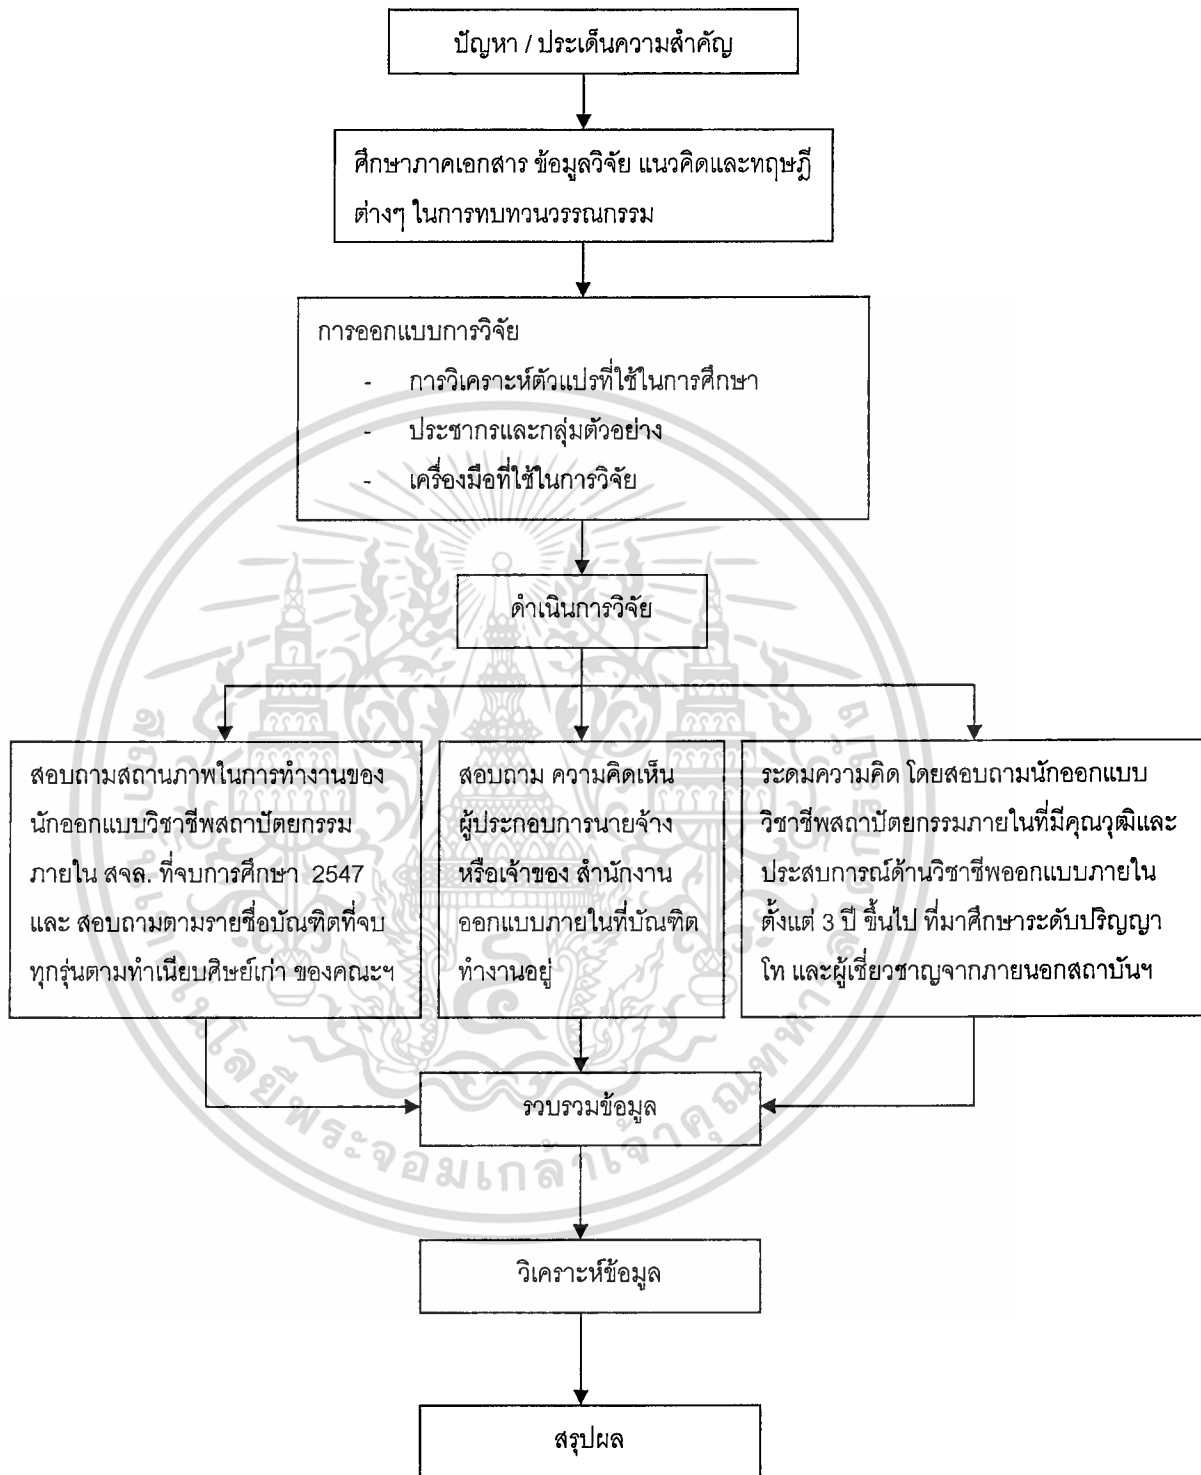 ปัญหา / ประเด็นความสำคัญ
ศึกษาภาคเอกสาร ข้อมูลวิจัย แนวคิดและทฤษฎี
ต่างๆ ในการทบทวนวรรณกรรม
การออกแบบการวิจัย
- การวิเคราะห์ตัวแปรที่ใช้ในการศึกษา
- ประชากรและกลุ่มตัวอย่าง
- เครื่องมือที่ใช้ในการวิจัย
ดำเนินการวิจัย
สอบถามสถานภาพในการทำงานของ
นักออกแบบวิชาชีพสถาปัตยกรรม
ภายใน สจล. ที่จบการศึกษา 2547
และ สอบถามตามรายชื่อบัณฑิตที่จบ
ทุกรุ่นตามทำเนียบศิษย์เก่า ของคณะฯ
สอบถาม ความคิดเห็น
ผู้ประกอบการนายจ้าง
หรือเจ้าของ สำนักงาน
ออกแบบภายในที่บัณฑิต
ทำงานอยู่
ระดมความคิด โดยสอบถามนักออกแบบ
วิชาชีพสถาปัตยกรรมภายในที่มีคุณวุฒิและ
ประสบการณ์ด้านวิชาชีพออกแบบภายใน
ตั้งแต่ 3 ปี ขึ้นไป ที่มาศึกษาระดับปริญญา
โท และผู้เชี่ยวชาญจากภายนอกสถาบันฯ
รวบรวมข้อมูล
วิเคราะห์ข้อมูล
สรุปผล
พระจอมเกล้าเจ้าคุณทหาร